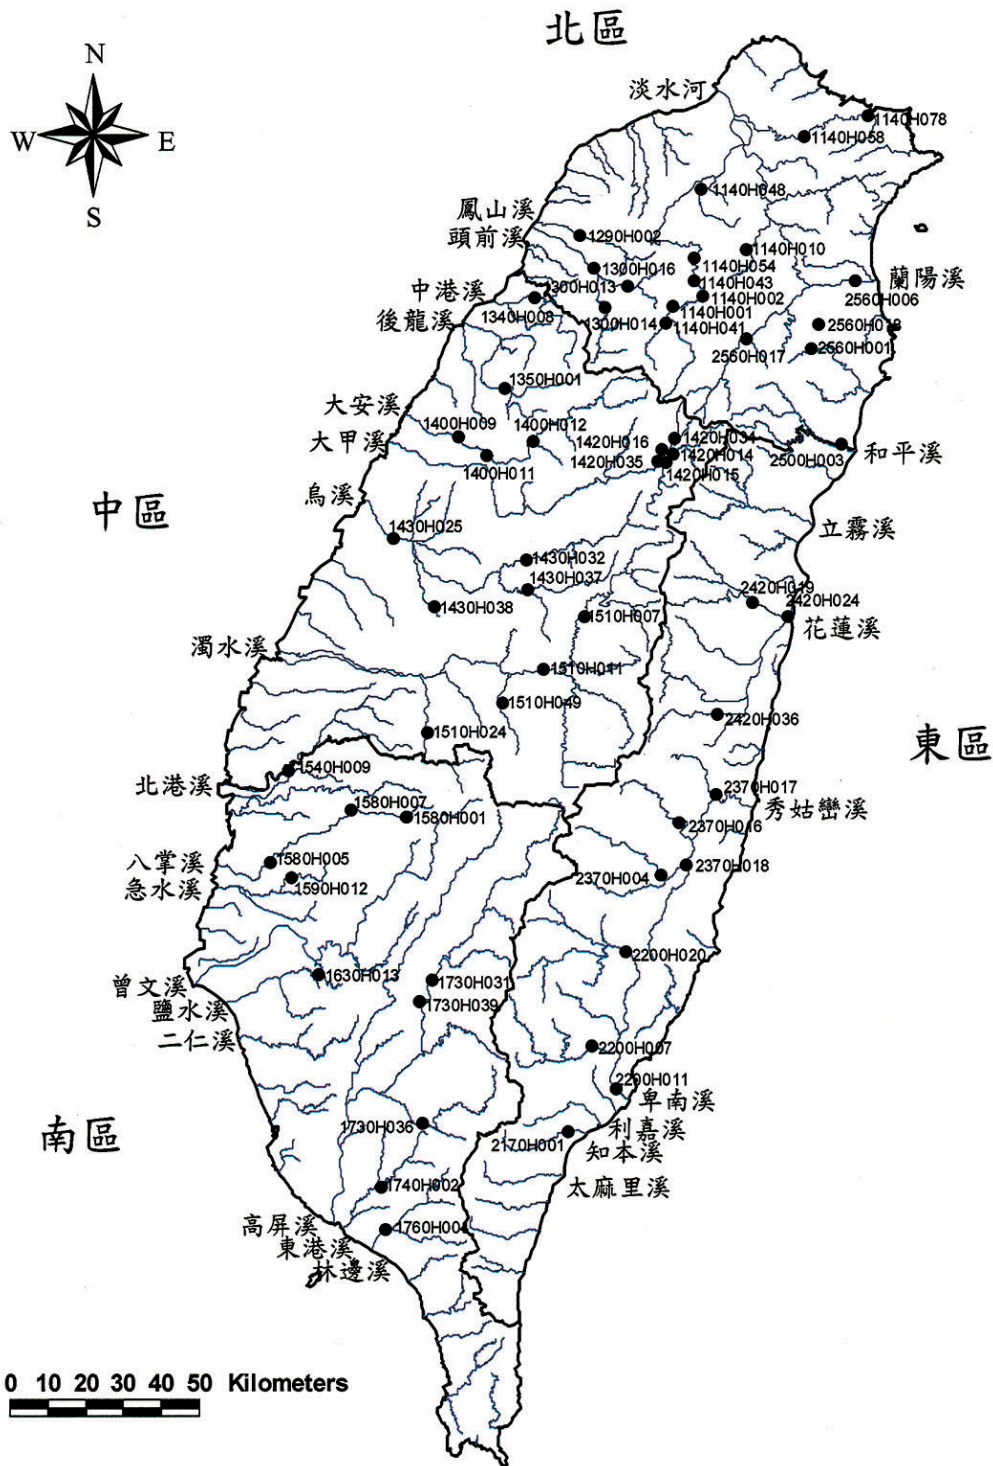 北區
N
W
E
S
淡水河
1140H078
1140H058
1140H048
鳳山溪
頭前溪
1290H002
1140H010
1300H016
1140H054
中港溪
1300H013
1140H043
蘭陽溪
2560H006
1340H008
1140H002
後龍溪
1300H014
1140H001
1140H041
2560H018
2560H017
2560H001
1350H001
大安溪
1400H009
1400H012
大甲溪
1420H034
1420H016
1420H014
2500H003
和平溪
1420H035
1420H015
1400H011
烏溪
中區
1430H025
立霧溪
1430H032
1430H037
2420H019
2420H024
1430H038
1510H007
花蓮溪
濁水溪
1510H011
1510H049
2420H036
1510H024
東區
1540H009
北港溪
2370H017
秀姑巒溪
1580H007
1580H001
2370H016
八掌溪
1580H005
2370H018
急水溪
1590H012
2370H004
2200H020
1630H013
1730H031
曾文溪
鹽水溪
1730H039
二仁溪
2200H007
2200H011
卑南溪
南區
1730H036
利嘉溪
2170H001
知本溪
1740H002
太麻里溪
高屏溪
1760H004
東港溪
林邊溪
0 10 20 30 40 50 Kilometers